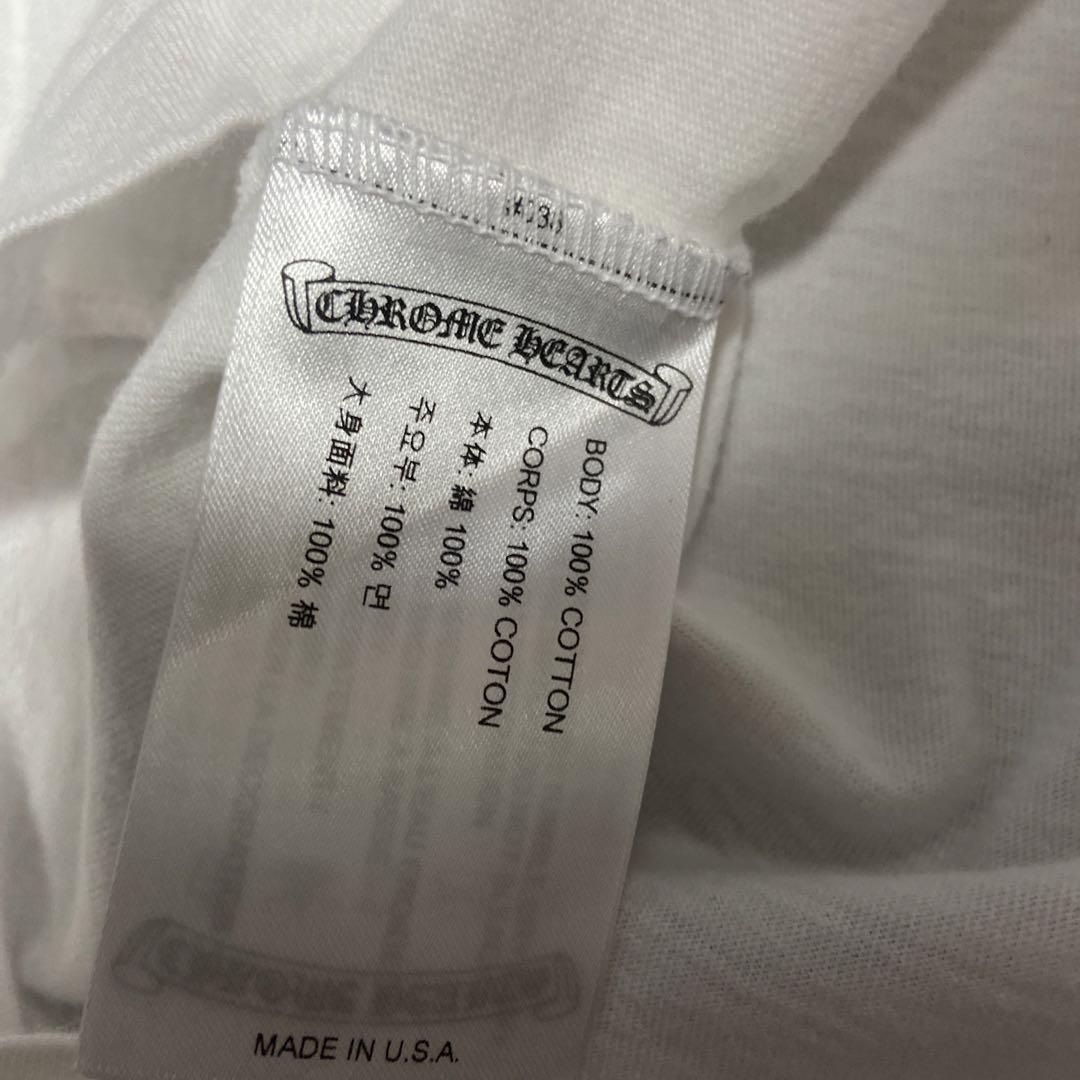 CHROME HEARTS
BODY: 100% COTTON
CORPS: 100% COTON
本体: 綿 100%
주요부: 100% 면
大身面料: 100% 棉
MADE IN U.S.A.